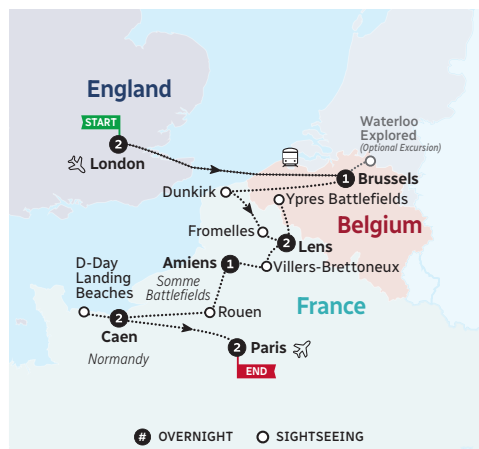 England
START
2
London
Waterloo
Explored
(Optional Excursion)
1
Brussels
Dunkirk
Ypres Battlefields
Belgium
Fromelles
2
Lens
D-Day
Landing
Beaches
Amiens
1
Villers-Brettoneux
Somme
Battlefields
France
Rouen
2
Caen
Normandy
2
Paris
END
# OVERNIGHT
SIGHTSEEING